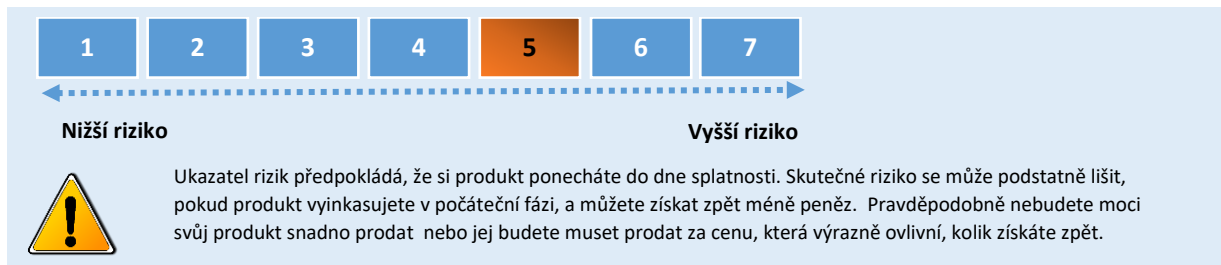 1 2 3 4 5 6 7
Nižší riziko Vyšší riziko
Ukazatel rizik předpokládá, že si produkt ponecháte do dne splatnosti. Skutečné riziko se může podstatně lišit,
pokud produkt vyinkasujete v počáteční fázi, a můžete získat zpět méně peněz.  Pravděpodobně nebudete moci
svůj produkt snadno prodat  nebo jej budete muset prodat za cenu, která výrazně ovlivní, kolik získáte zpět.